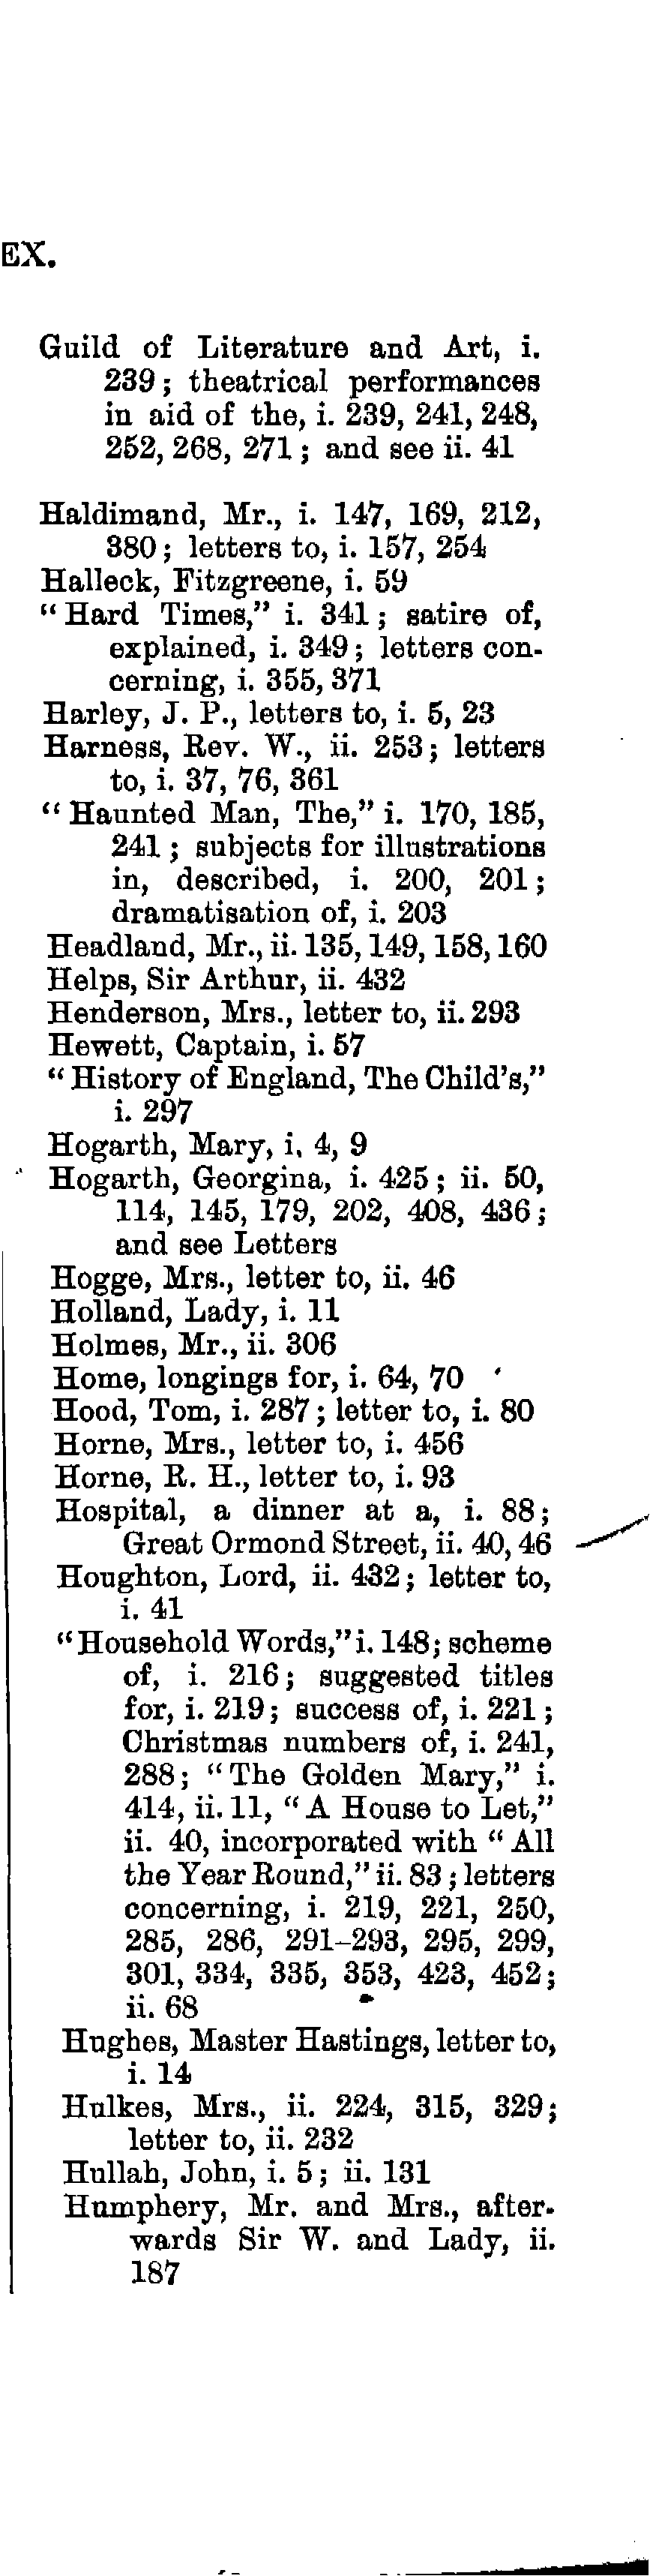 EX.
Guild of Literature and Art, i.
239; theatrical performances
in aid of the, i. 239, 241, 248,
252, 268, 271; and see ii. 41
Haldimand, Mr., i. 147, 169, 212,
380; letters to, i. 157, 254
Halleck, Fitzgreene, i. 59
"Hard Times," i. 341; satire of,
explained, i. 349; letters con-
cerning, i. 355, 371
Harley, J. P., letters to, i. 5, 23
Harness, Rev. W., ii. 253; letters
to, i. 37, 76, 361
"Haunted Man, The," i. 170, 185,
241; subjects for illustrations
in, described, i. 200, 201;
dramatisation of, i. 203
Headland, Mr., ii. 135, 149, 158, 160
Helps, Sir Arthur, ii. 432
Henderson, Mrs., letter to, ii. 293
Hewett, Captain, i. 57
"History of England, The Child's,"
i. 297
Hogarth, Mary, i. 4, 9
Hogarth, Georgina, i. 425; ii. 50,
114, 145, 179, 202, 408, 436;
and see Letters
Hogge, Mrs., letter to, ii. 46
Holland, Lady, i. 11
Holmes, Mr., ii. 306
Home, longings for, i. 64, 70
Hood, Tom, i. 287; letter to, i. 80
Horne, Mrs., letter to, i. 456
Horne, R. H., letter to, i. 93
Hospital, a dinner at a, i. 88;
Great Ormond Street, ii. 40, 46
Houghton, Lord, ii. 432; letter to,
i. 41
"Household Words," i. 148; scheme
of, i. 216; suggested titles
for, i. 219; success of, i. 221;
Christmas numbers of, i. 241,
288; "The Golden Mary," i.
414, ii. 11, "A House to Let,"
ii. 40, incorporated with "All
the Year Round," ii. 83; letters
concerning, i. 219, 221, 250,
285, 286, 291–293, 295, 299,
301, 334, 335, 353, 423, 452;
ii. 68
Hughes, Master Hastings, letter to,
i. 14
Hulkes, Mrs., ii. 224, 315, 329;
letter to, ii. 232
Hullah, John, i. 5; ii. 131
Humphery, Mr. and Mrs., after-
wards Sir W. and Lady, ii.
187